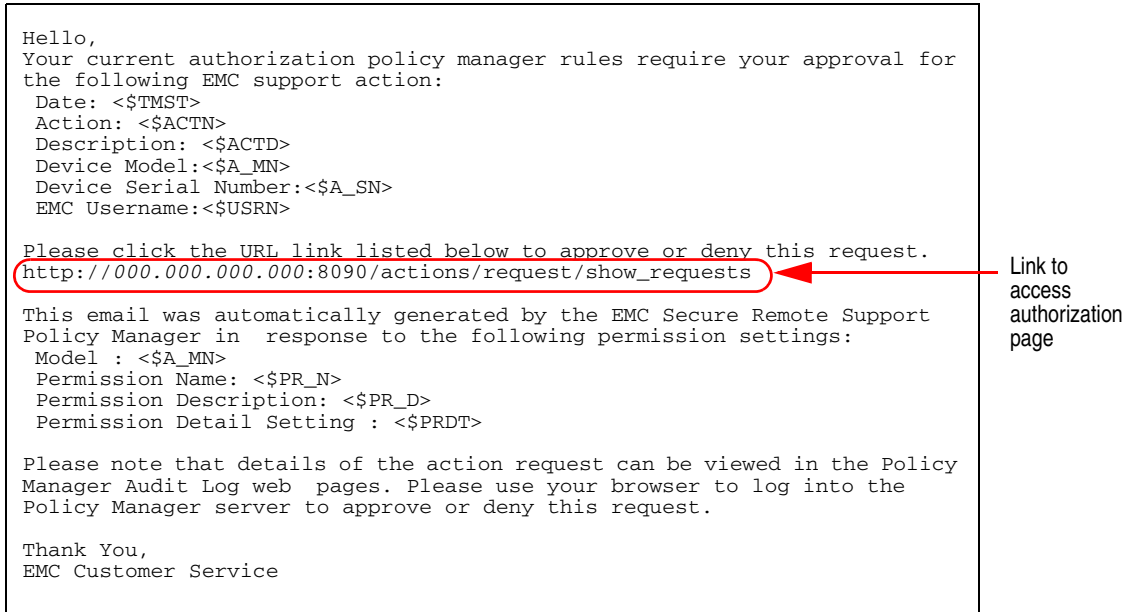 Hello,
Your current authorization policy manager rules require your approval for
the following EMC support action:
Date: <$TMST>
Action: <$ACTN>
Description: <$ACTD>
Device Model:<$A_MN>
Device Serial Number:<$A_SN>
EMC Username:<$USRN>
Please click the URL link listed below to approve or deny this request.
http://000.000.000.000:8090/actions/request/show_requests
Link to
access
authorization
page
This email was automatically generated by the EMC Secure Remote Support
Policy Manager in  response to the following permission settings:
Model : <$A_MN>
Permission Name: <$PR_N>
Permission Description: <$PR_D>
Permission Detail Setting : <$PRDT>
Please note that details of the action request can be viewed in the Policy
Manager Audit Log web  pages. Please use your browser to log into the
Policy Manager server to approve or deny this request.
Thank You,
EMC Customer Service